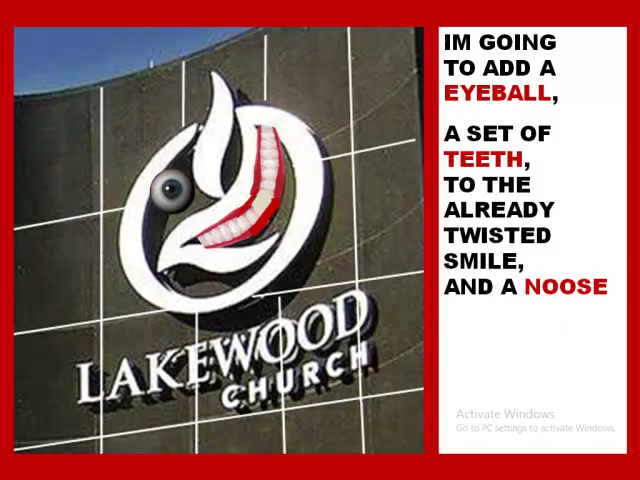 LAKEWOOD
CHURCH
IM GOING
TO ADD A
EYEBALL,
A SET OF
TEETH,
TO THE
ALREADY
TWISTED
SMILE,
AND A NOOSE
Activate Windows
Go to PC settings to activate Windows.